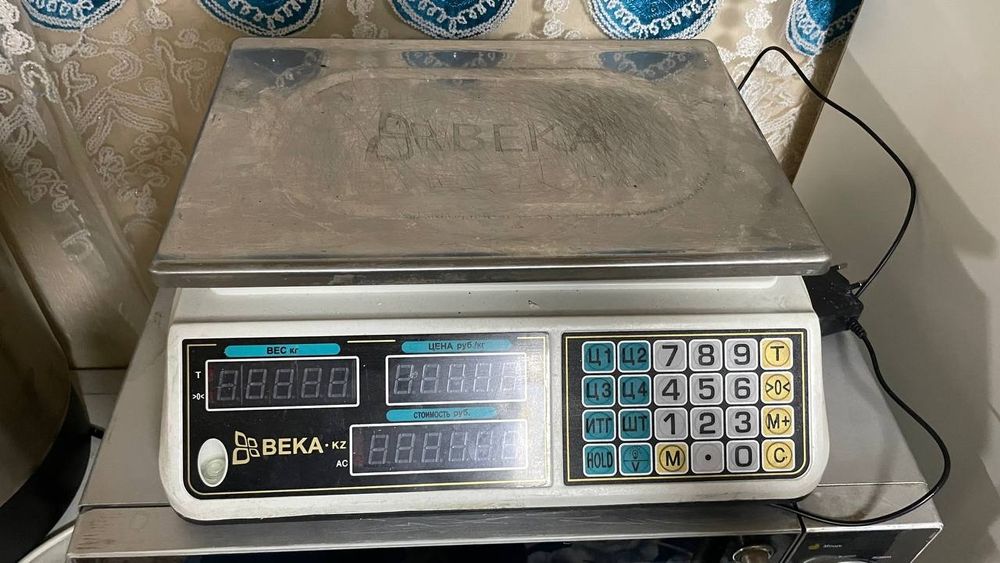 BEKA
ВЕС кг
ЦЕНА руб./кг
T
>0<
СТОИМОСТЬ руб.
BEKA·KZ
AC
Ц1 Ц2 7 8 9 T
Ц3 Ц4 4 5 6 >0<
ИТГ ШТ 1 2 3 M+
HOLD M · 0 C